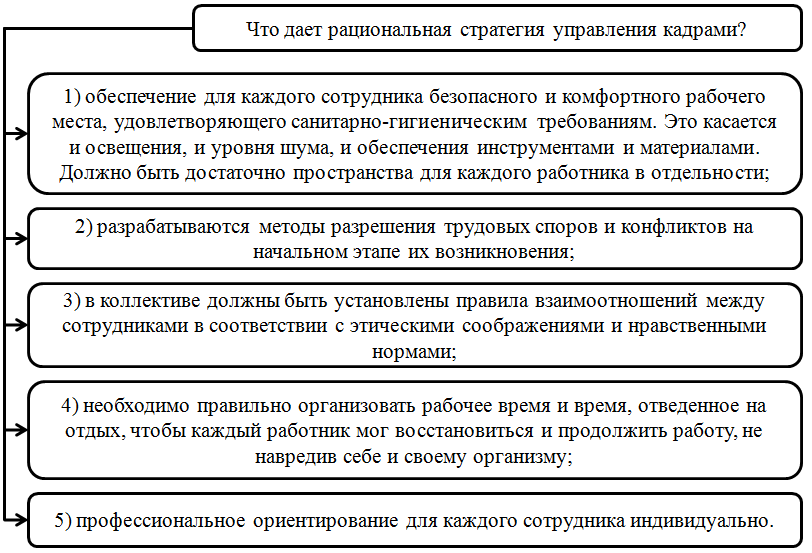 Что дает рациональная стратегия управления кадрами?
1) обеспечение для каждого сотрудника безопасного и комфортного рабочего
места, удовлетворяющего санитарно-гигиеническим требованиям. Это касается
и освещения, и уровня шума, и обеспечения инструментами и материалами.
Должно быть достаточно пространства для каждого работника в отдельности;
2) разрабатываются методы разрешения трудовых споров и конфликтов на
начальном этапе их возникновения;
3) в коллективе должны быть установлены правила взаимоотношений между
сотрудниками в соответствии с этическими соображениями и нравственными
нормами;
4) необходимо правильно организовать рабочее время и время, отведенное на
отдых, чтобы каждый работник мог восстановиться и продолжить работу, не
навредив себе и своему организму;
5) профессиональное ориентирование для каждого сотрудника индивидуально.